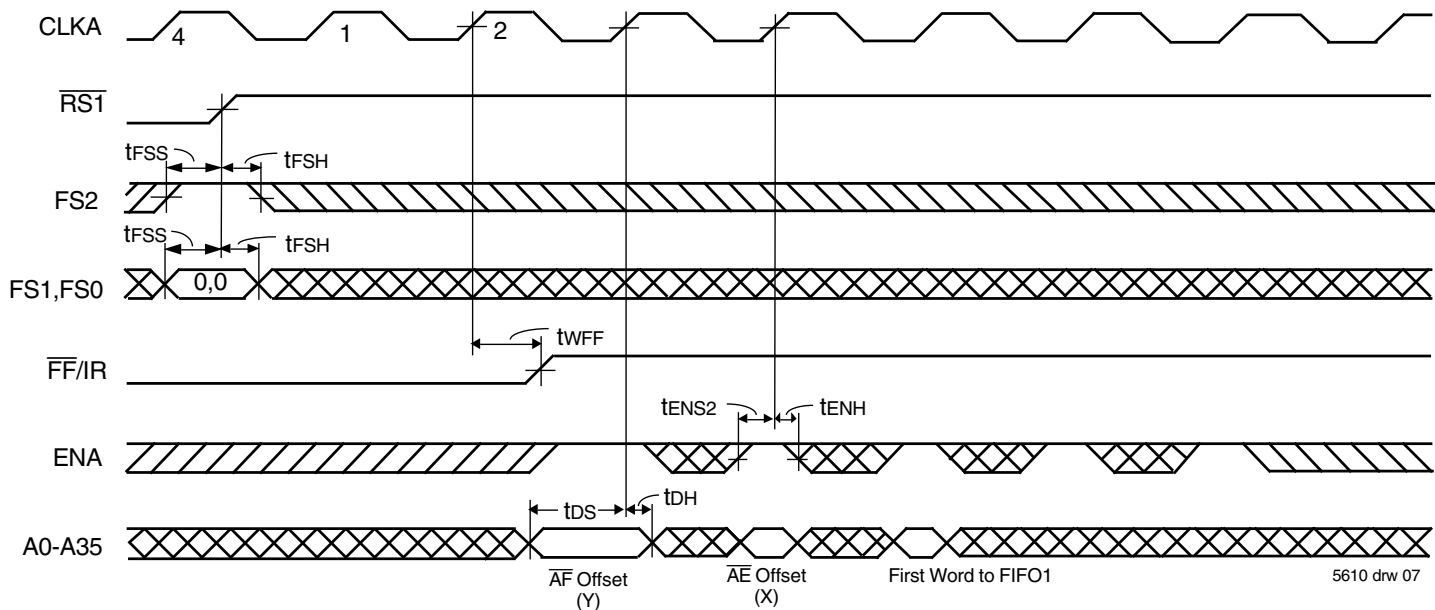 CLKA
4
1
2
RS1
tFSS
tFSH
FS2
tFSS
tFSH
FS1,FS0
0,0
tWFF
FF/IR
tENS2
tENH
ENA
tDS
tDH
A0-A35
AF Offset
(Y)
AE Offset
(X)
First Word to FIFO1
5610 drw 07